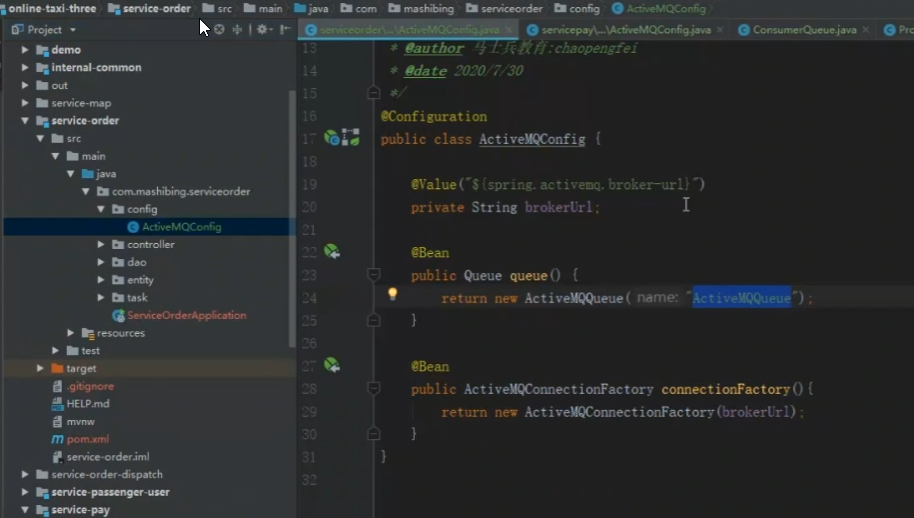 online-taxi-three service-order src main java com mashibing serviceorder config ActiveMQConfig
Project
serviceorder\...\ActiveMQConfig.java servicepay\...\ActiveMQConfig.java ConsumerQueue.java Pro
demo
internal-common
out
service-map
service-order
src
main
java
com.mashibing.serviceorder
config
ActiveMQConfig
controller
dao
entity
task
ServiceOrderApplication
resources
test
target
.gitignore
HELP.md
mvnw
pom.xml
service-order.iml
service-order-dispatch
service-passenger-user
service-pay
13 * @author 马士兵教育:chaopengfei
14 * @date 2020/7/30
15 */
16 @Configuration
17 public class ActiveMQConfig {
18
19 @Value("${spring.activemq.broker-url}")
20 private String brokerUrl;
21
22 @Bean
23 public Queue queue() {
24 return new ActiveMQQueue( name: "ActiveMQQueue");
25 }
26
27 @Bean
28 public ActiveMQConnectionFactory connectionFactory(){
29 return new ActiveMQConnectionFactory(brokerUrl);
30 }
31 }
32